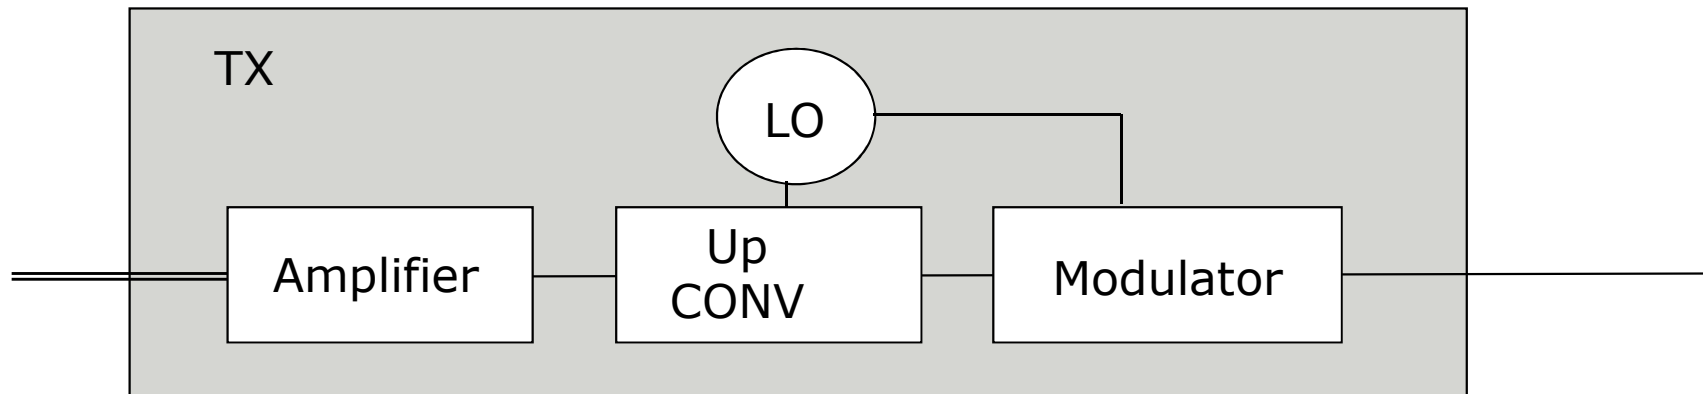 TX
LO
Amplifier
Up
CONV
Modulator